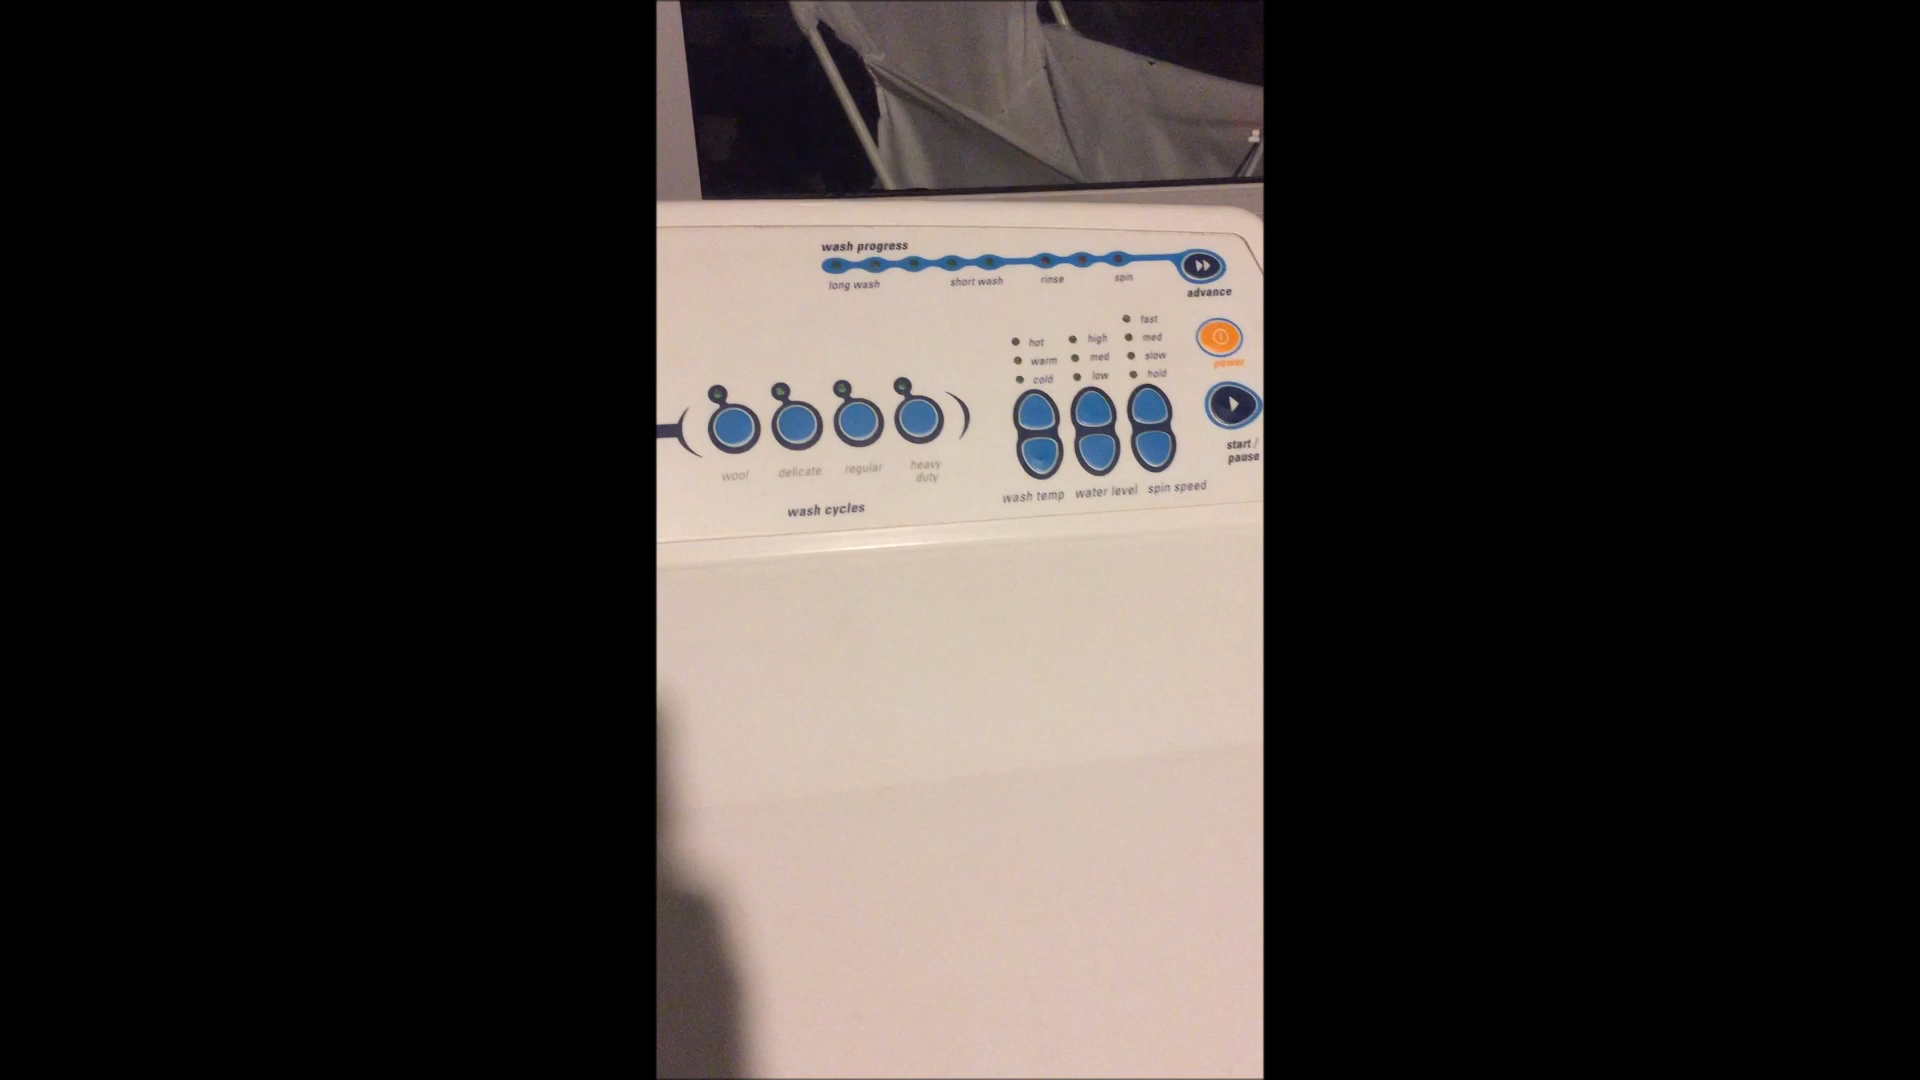 wash progress
long wash
short wash
rinse
spin
advance
hot
warm
cold
high
med
low
fast
med
slow
hold
power
start/
pause
wool
delicate
regular
heavy
duty
wash cycles
wash temp
water level
spin speed